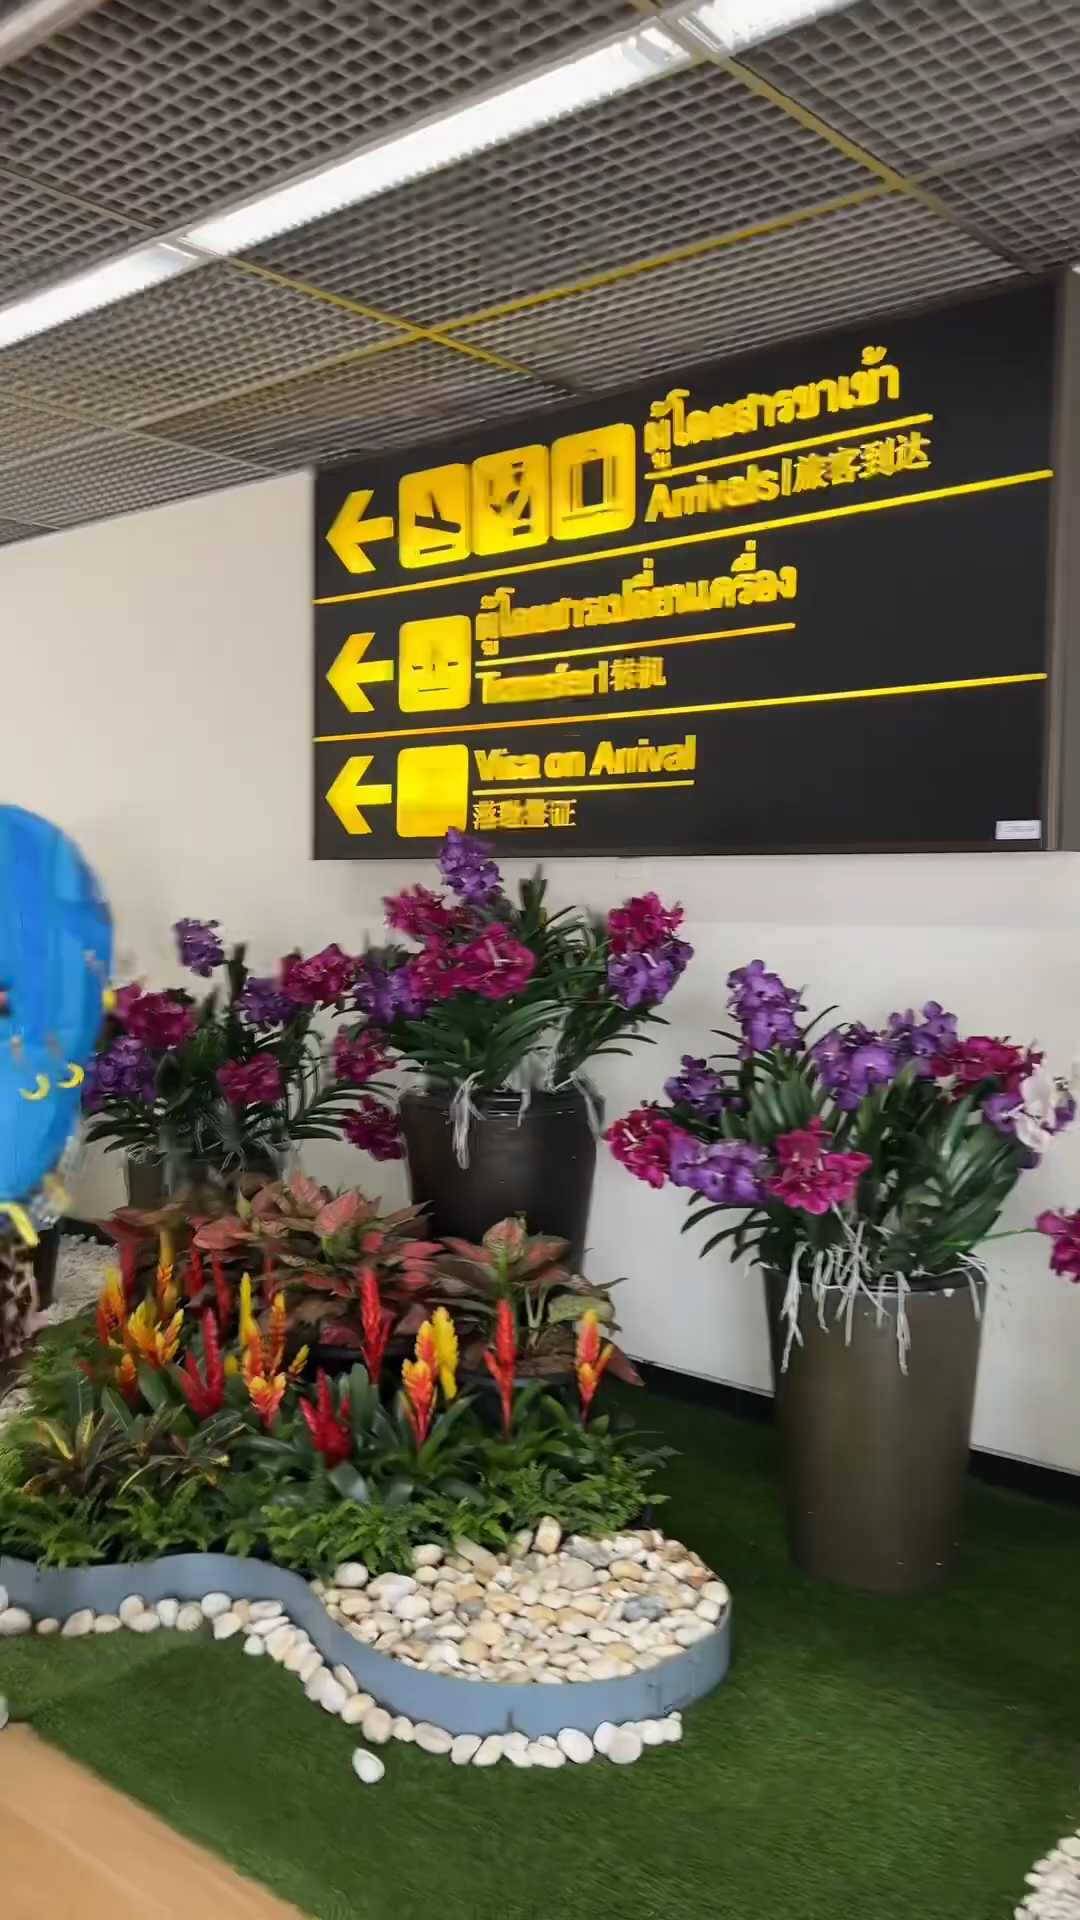 ผู้โดยสารขาเข้า
Arrivals | 旅客到达
ผู้โดยสารเปลี่ยนเครื่อง
Transfer | 转机
Visa on Arrival
落地签证